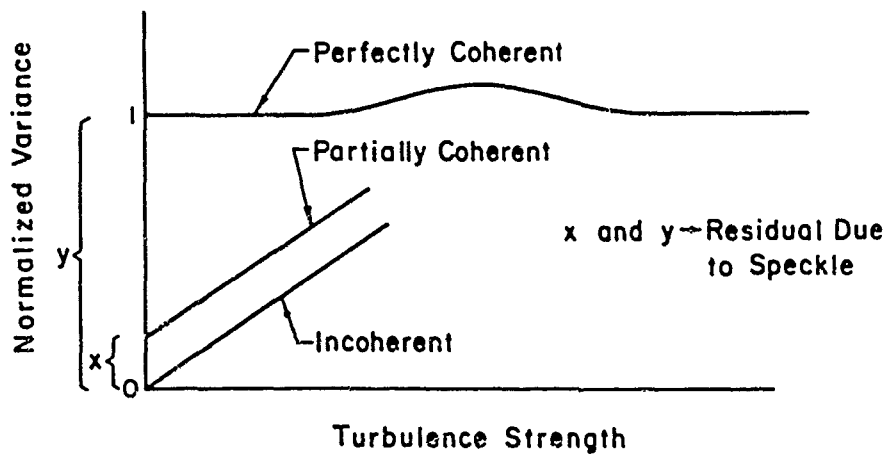 Perfectly Coherent
1
Partially Coherent
Normalized Variance
y
x and y→Residual Due
to Speckle
x
Incoherent
0
Turbulence Strength